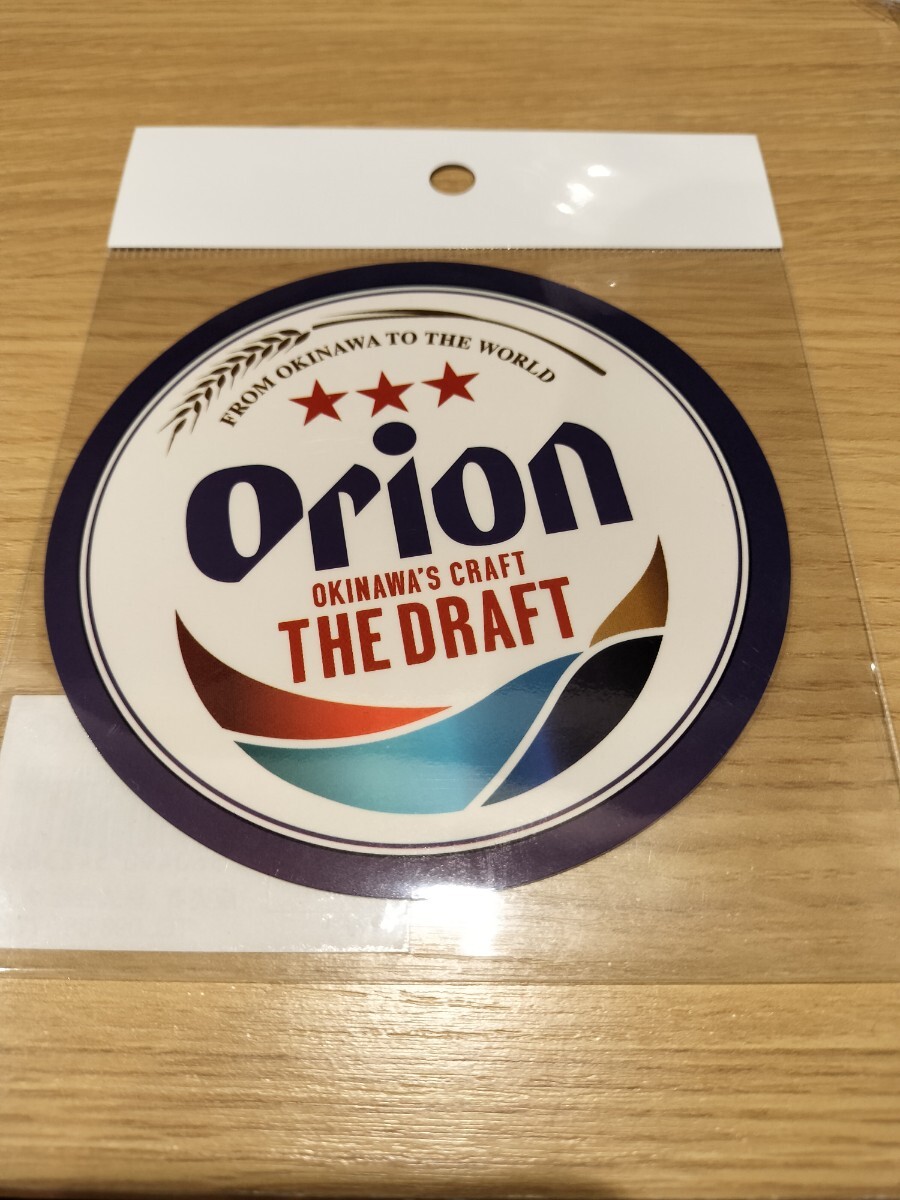 FROM OKINAWA TO THE WORLD
Orion
OKINAWA'S CRAFT
THE DRAFT